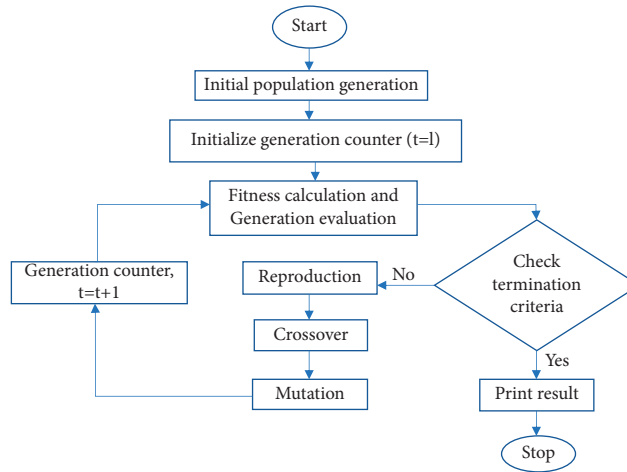 Start
Initial population generation
Initialize generation counter (t=l)
Fitness calculation and
Generation evaluation
Generation counter,
t=t+1
Reproduction
No
Check
termination
criteria
Crossover
Mutation
Yes
Print result
Stop